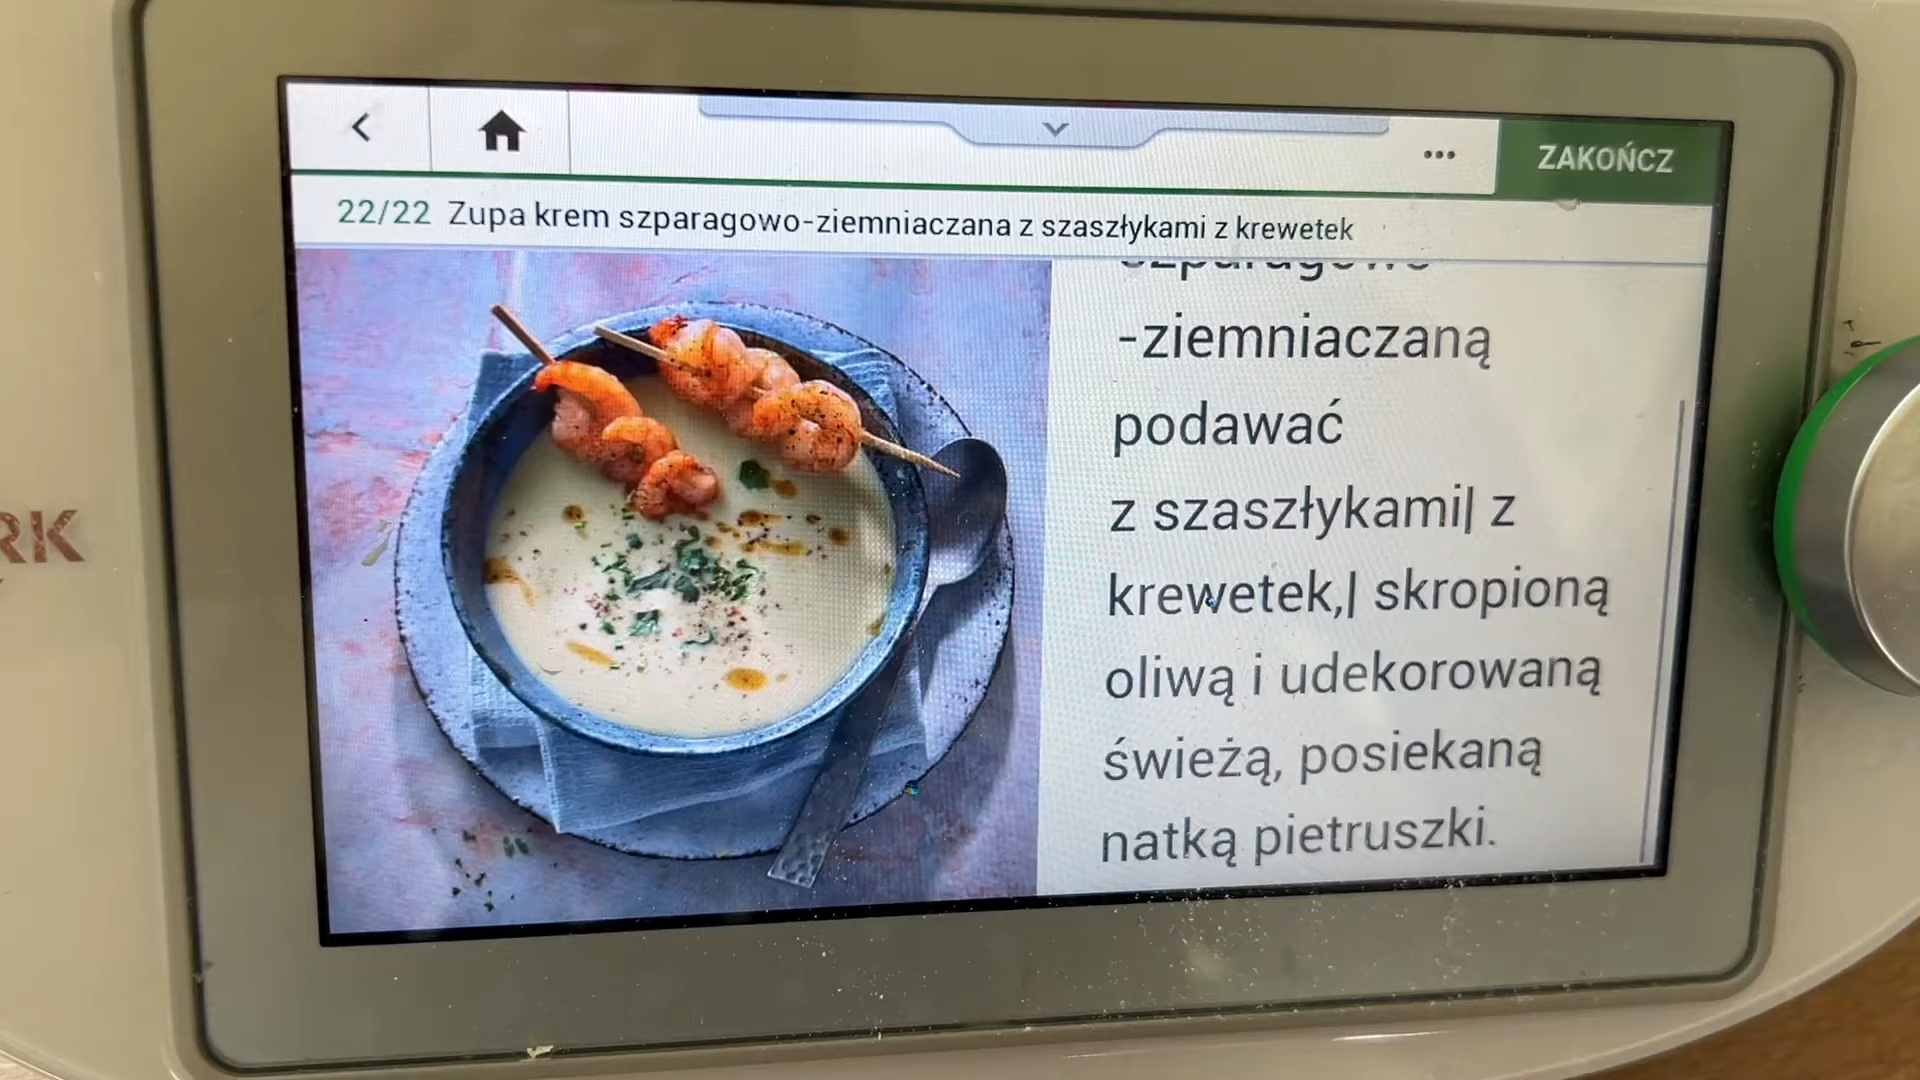 RK
ZAKOŃCZ
22/22 Zupa krem szparagowo-ziemniaczana z szaszłykami z krewetek
-ziemniaczaną
podawać
z szaszłykami| z
krewetek,| skropioną
oliwą i udekorowaną
świeżą, posiekaną
natką pietruszki.